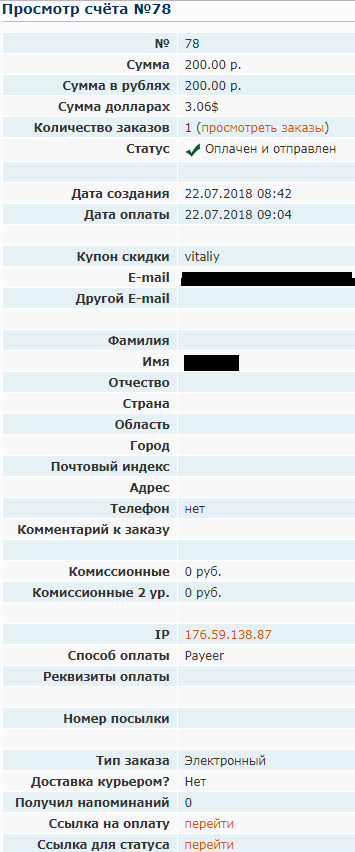 Просмотр счёта №78
№ 78
Сумма 200.00 р.
Сумма в рублях 200.00 р.
Сумма долларах 3.06$
Количество заказов 1 (просмотреть заказы)
Статус Оплачен и отправлен
Дата создания 22.07.2018 08:42
Дата оплаты 22.07.2018 09:04
Купон скидки vitaliy
E-mail
Другой E-mail
Фамилия
Имя
Отчество
Страна
Область
Город
Почтовый индекс
Адрес
Телефон нет
Комментарий к заказу
Комиссионные 0 руб.
Комиссионные 2 ур. 0 руб.
IP 176.59.138.87
Способ оплаты Payeer
Реквизиты оплаты
Номер посылки
Тип заказа Электронный
Доставка курьером? Нет
Получил напоминаний 0
Ссылка на оплату перейти
Ссылка для статуса перейти